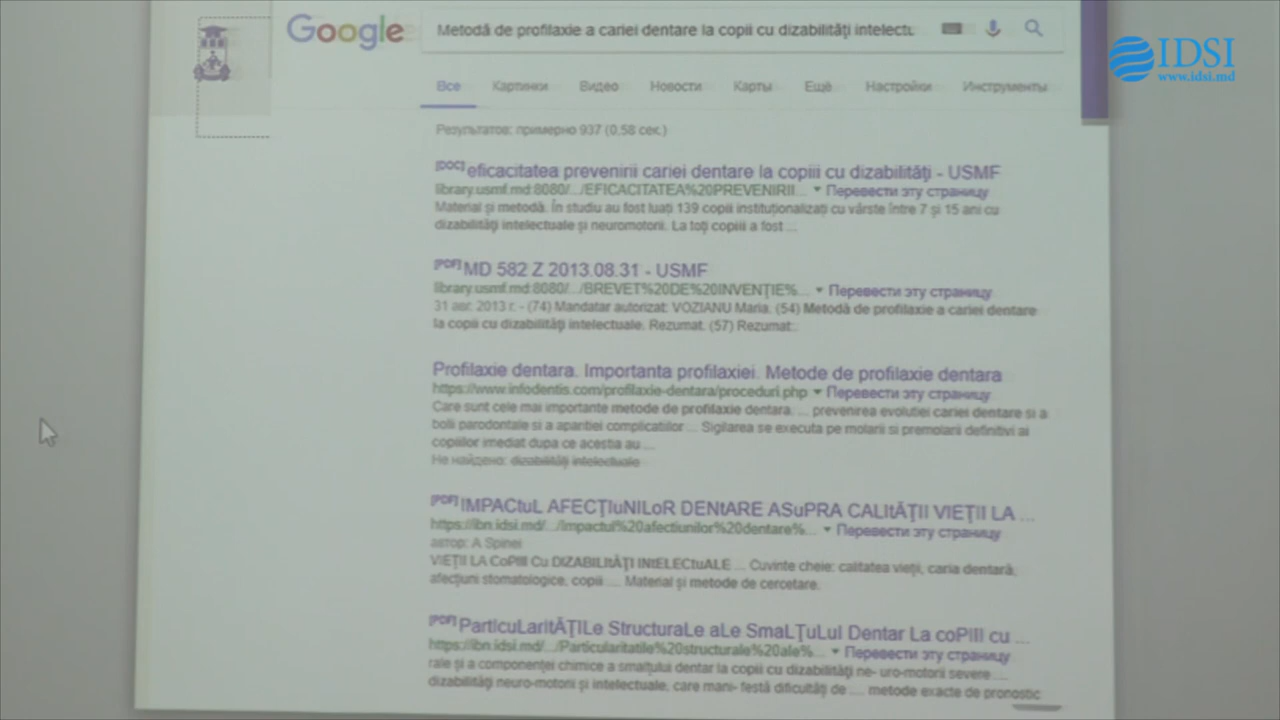 Google
Metodă de profilaxie a cariei dentare la copii cu dizabilităţi intelectu
IDSI
www.idsi.md
Все Картинки Видео Новости Карты Ещё Настройки Инструменты
Результатов: примерно 937 (0,58 сек.)
[DOC] eficacitatea prevenirii cariei dentare la copiii cu dizabilităţi - USMF
library.usmf.md:8080/.../EFICACITATEA%20PREVENIRII... Перевести эту страницу
Material şi metodă. În studiu au fost luaţi 139 copii instituţionalizaţi cu vârste între 7 şi 15 ani cu
dizabilităţi intelectuale şi neuromotorii. La toţi copiii a fost ...
[PDF] MD 582 Z 2013.08.31 - USMF
library.usmf.md:8080/.../BREVET%20DE%20INVENŢIE%... Перевести эту страницу
31 авг. 2013 г. - (74) Mandatar autorizat: VOZIANU Maria. (54) Metodă de profilaxie a cariei dentare
la copii cu dizabilităţi intelectuale. Rezumat. (57) Rezumat:.
Profilaxie dentara. Importanta profilaxiei. Metode de profilaxie dentara
https://www.infodentis.com/profilaxie-dentara/proceduri.php Перевести эту страницу
Care sunt cele mai importante metode de profilaxie dentara. ... prevenirea evolutiei cariei dentare si a
bolii parodontale si a aparitiei complicatiilor ... Sigilarea se executa pe molarii si premolarii definitivi ai
copiilor imediat dupa ce acestia au ...
Не найдено: dizabilităţi intelectuale
[PDF] IMPACtuL AFECŢIuNILoR DENtARE ASuPRA CALItĂŢII VIEŢII LA ...
https://ibn.idsi.md/.../Impactul%20afectiunilor%20dentare%... Перевести эту страницу
автор: A Spinei
VIEŢII LA CoPIII Cu DIZABILItĂŢI INtELECtuALE ... Cuvinte cheie: calitatea vieţii, caria dentară,
afecţiuni stomatologice, copii ... Material şi metode de cercetare.
[PDF] ParticuLaritĂŢILe StructuraLe aLe SmaLŢuLuI Dentar La coPIII cu ...
https://ibn.idsi.md/.../Particularitatile%20structurale%20ale%... Перевести эту страницу
rale şi a componenţei chimice a smalţului dentar la copii cu dizabilităţi ne- uro-motorii severe ...
dizabilităţi neuro-motorii şi intelectuale, care mani- festă dificultăţi de ... metode exacte de pronostic